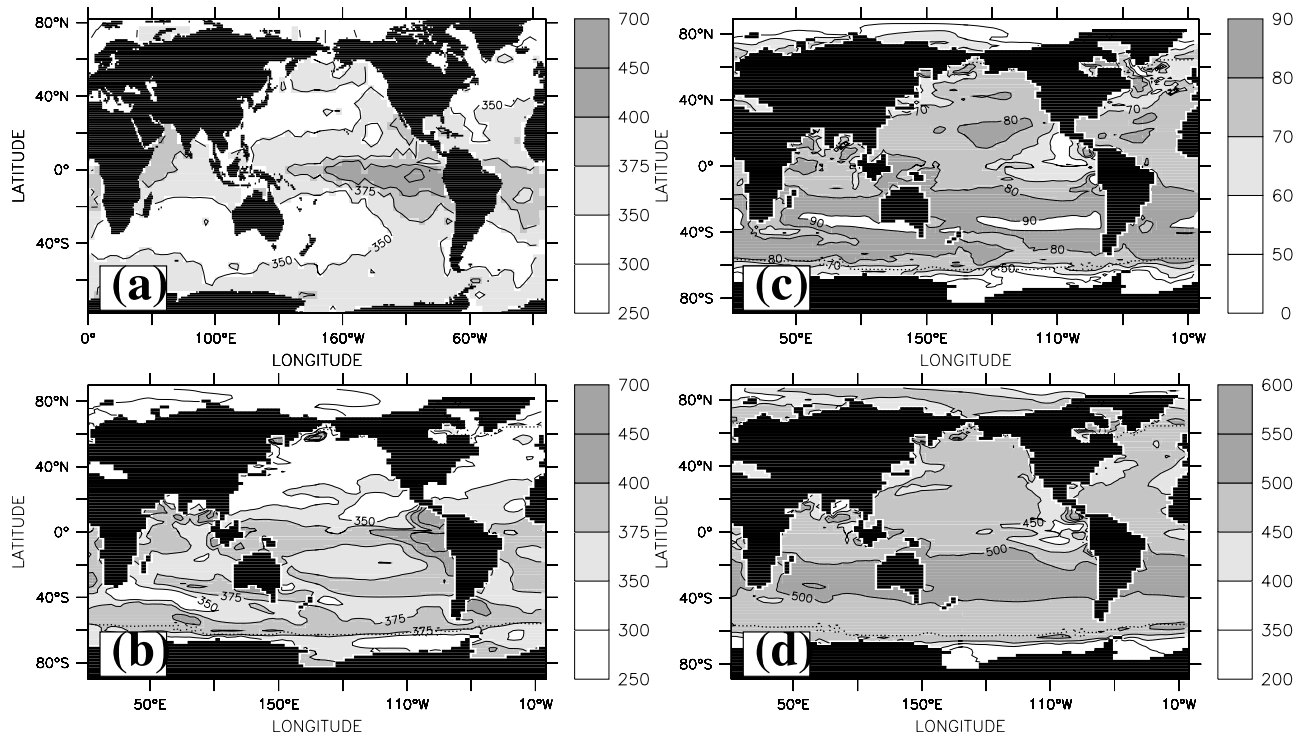 80°N
40°N
0°
40°S
LATITUDE
350
375
350
350
(a)
0°
100°E
160°W
60°W
LONGITUDE
700
450
400
375
350
300
250
80°N
40°N
0°
40°S
80°S
LATITUDE
70
80
70
80
90
90
80
80
70
50
(c)
50°E
150°E
110°W
10°W
LONGITUDE
90
80
70
60
50
0
80°N
40°N
0°
40°S
80°S
LATITUDE
350
375
350
375
375
(b)
50°E
150°E
110°W
10°W
LONGITUDE
700
450
400
375
350
300
250
80°N
40°N
0°
40°S
80°S
LATITUDE
450
500
500
(d)
50°E
150°E
110°W
10°W
LONGITUDE
600
550
500
450
400
350
200